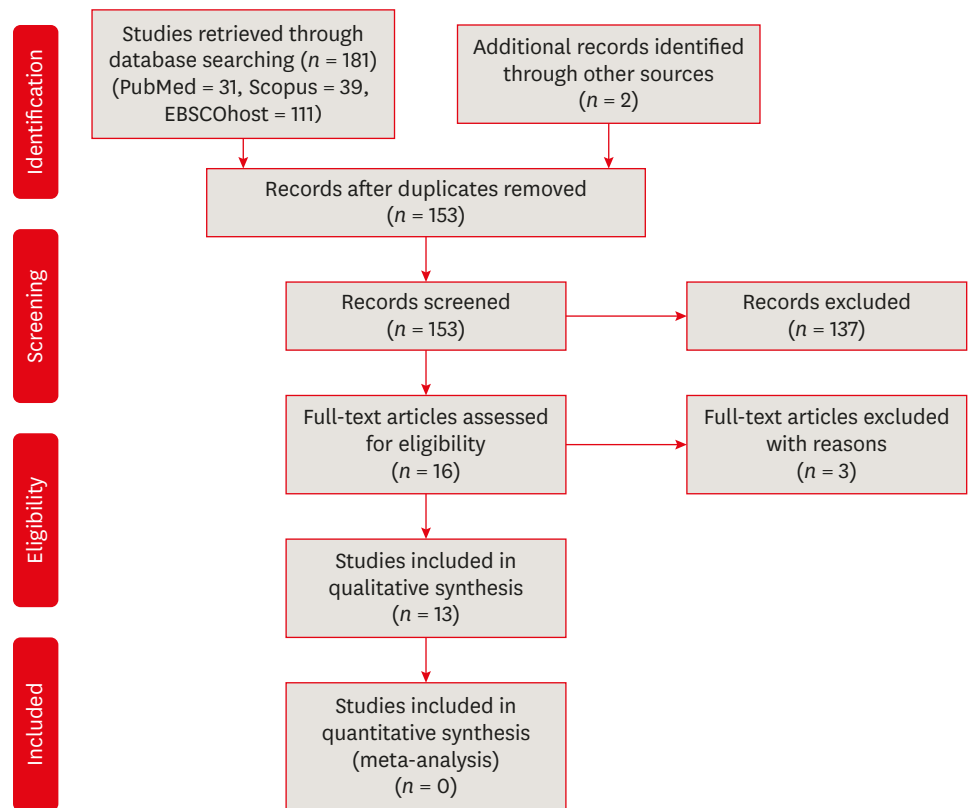 Identification
Studies retrieved through
database searching (n = 181)
(PubMed = 31, Scopus = 39,
EBSCOhost = 111)
Additional records identified
through other sources
(n = 2)
Records after duplicates removed
(n = 153)
Screening
Records screened
(n = 153)
Records excluded
(n = 137)
Eligibility
Full-text articles assessed
for eligibility
(n = 16)
Full-text articles excluded
with reasons
(n = 3)
Studies included in
qualitative synthesis
(n = 13)
Included
Studies included in
quantitative synthesis
(meta-analysis)
(n = 0)